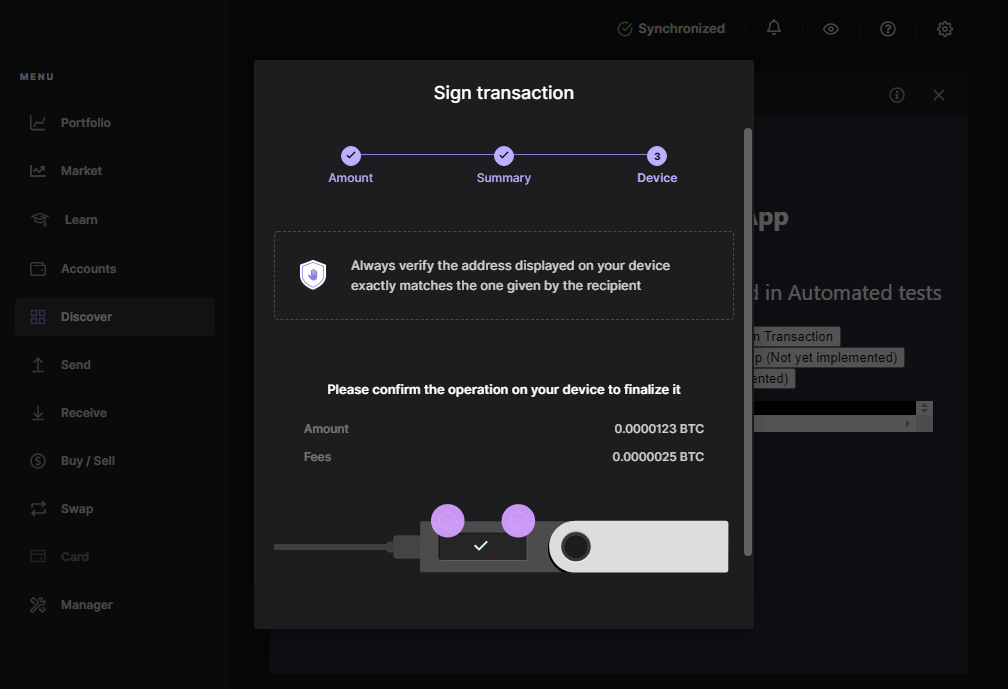 Synchronized
MENU
Portfolio
Market
Learn
Accounts
Discover
Send
Receive
Buy / Sell
Swap
Card
Manager
Sign transaction
3
Amount
Summary
Device
Always verify the address displayed on your device
exactly matches the one given by the recipient
Please confirm the operation on your device to finalize it
Amount 0.0000123 BTC
Fees 0.0000025 BTC
in Automated tests
Transaction
(Not yet implemented)